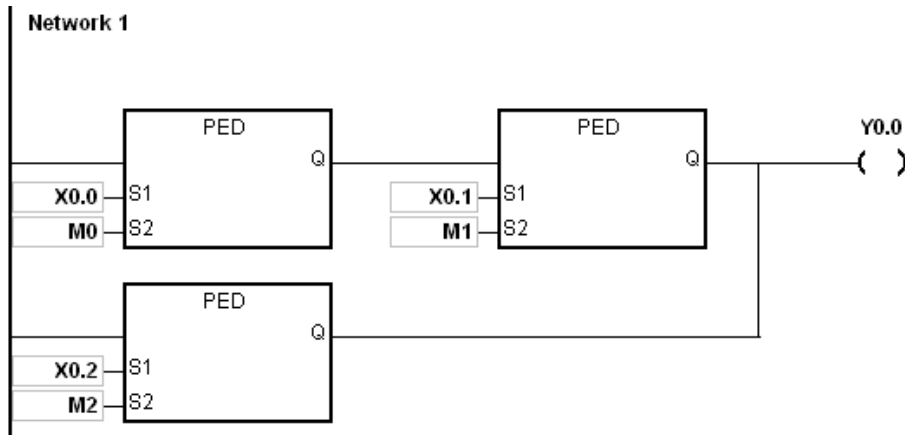 Network 1
PED
PED
Y0.0
Q
Q
( )
X0.0
S1
X0.1
S1
M0
S2
M1
S2
PED
Q
X0.2
S1
M2
S2